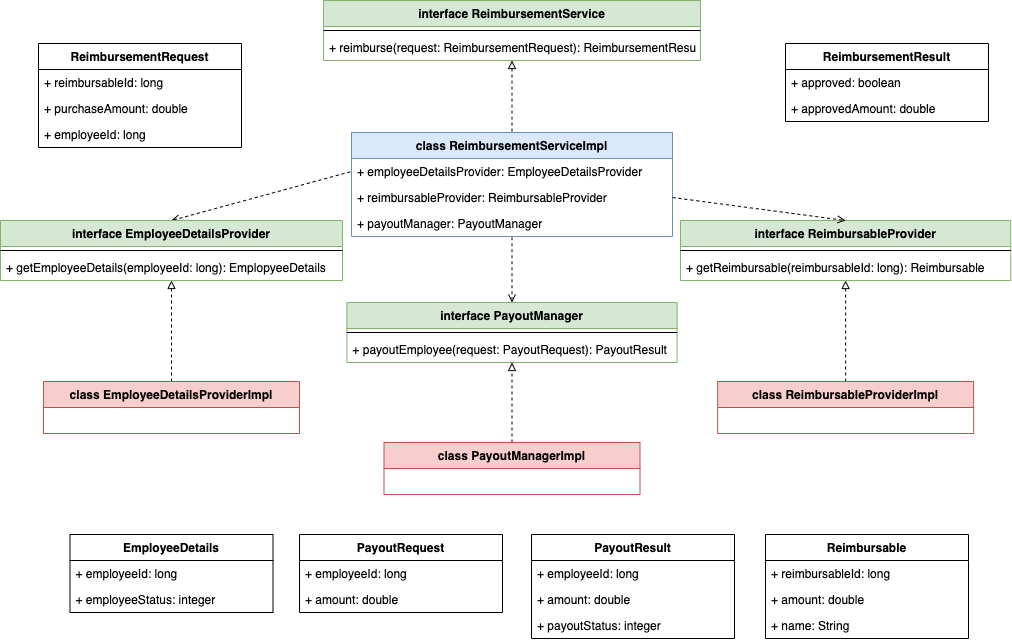 interface ReimbursementService
+ reimburse(request: ReimbursementRequest): ReimbursementResu
ReimbursementRequest
+ reimbursableId: long
+ purchaseAmount: double
+ employeeId: long
ReimbursementResult
+ approved: boolean
+ approvedAmount: double
class ReimbursementServiceImpl
+ employeeDetailsProvider: EmployeeDetailsProvider
+ reimbursableProvider: ReimbursableProvider
+ payoutManager: PayoutManager
interface EmployeeDetailsProvider
+ getEmployeeDetails(employeeId: long): EmplopyeeDetails
interface ReimbursableProvider
+ getReimbursable(reimbursableId: long): Reimbursable
interface PayoutManager
+ payoutEmployee(request: PayoutRequest): PayoutResult
class EmployeeDetailsProviderImpl
class ReimbursableProviderImpl
class PayoutManagerImpl
EmployeeDetails
+ employeeId: long
+ employeeStatus: integer
PayoutRequest
+ employeeId: long
+ amount: double
PayoutResult
+ employeeId: long
+ amount: double
+ payoutStatus: integer
Reimbursable
+ reimbursableId: long
+ amount: double
+ name: String